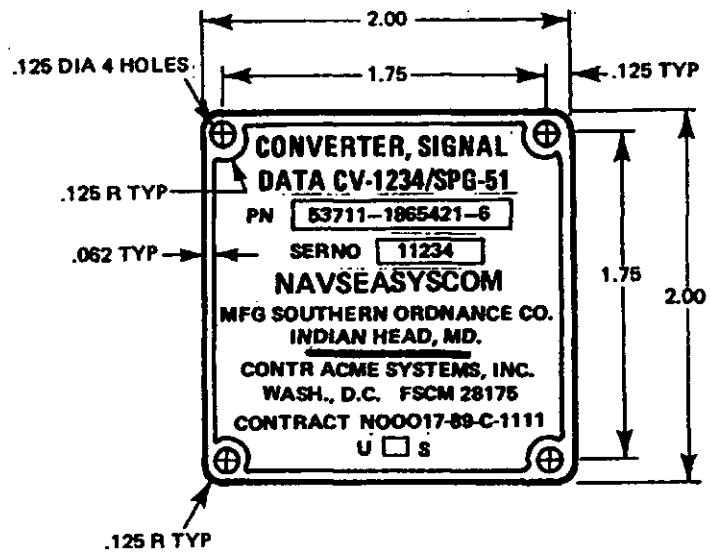 2.00
.125 DIA 4 HOLES
1.75
.125 TYP
CONVERTER, SIGNAL
DATA CV-1234/SPG-51
.125 R TYP
PN 53711-1865421-6
.062 TYP
SERNO 11234
1.75
2.00
NAVSEASYSCOM
MFG SOUTHERN ORDNANCE CO.
INDIAN HEAD, MD.
CONTR ACME SYSTEMS, INC.
WASH., D.C. FSCM 28175
CONTRACT N00017-89-C-1111
U S
.125 R TYP